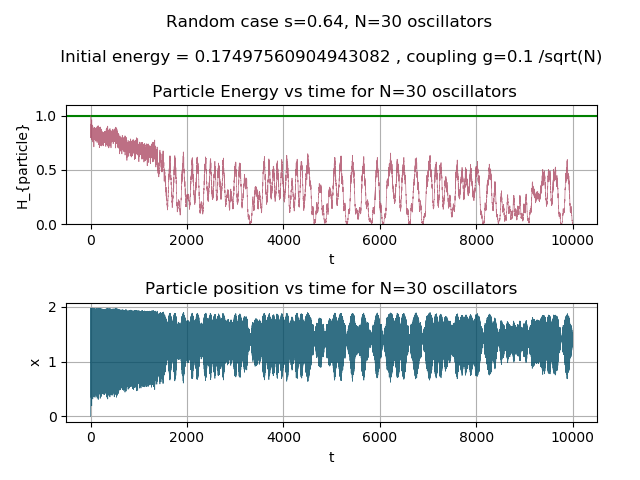 Random case s=0.64, N=30 oscillators
Initial energy = 0.17497560904943082 , coupling g=0.1 /sqrt(N)
Particle Energy vs time for N=30 oscillators
1.0
0.5
0.0
H_{particle}
0 2000 4000 6000 8000 10000
t
Particle position vs time for N=30 oscillators
2
1
0
x
0 2000 4000 6000 8000 10000
t